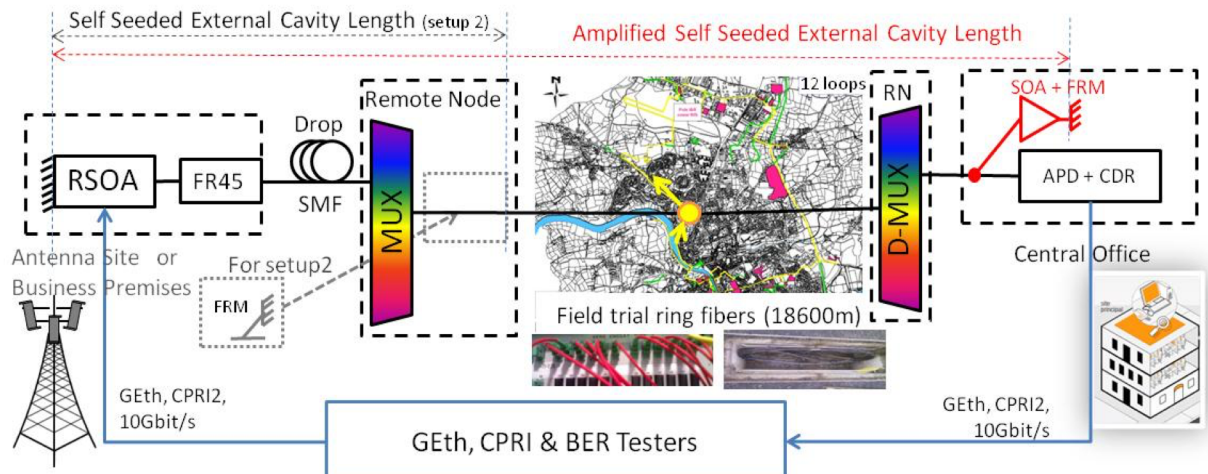 Self Seeded External Cavity Length (setup 2)
Amplified Self Seeded External Cavity Length
Remote Node
N
12 loops
RN
SOA + FRM
Drop
RSOA
FR45
SMF
MUX
D-MUX
APD + CDR
Antenna Site or
Business Premises
For setup2
FRM
Central Office
Field trial ring fibers (18600m)
GEth, CPRI2,
10Gbit/s
GEth, CPRI & BER Testers
GEth, CPRI2,
10Gbit/s